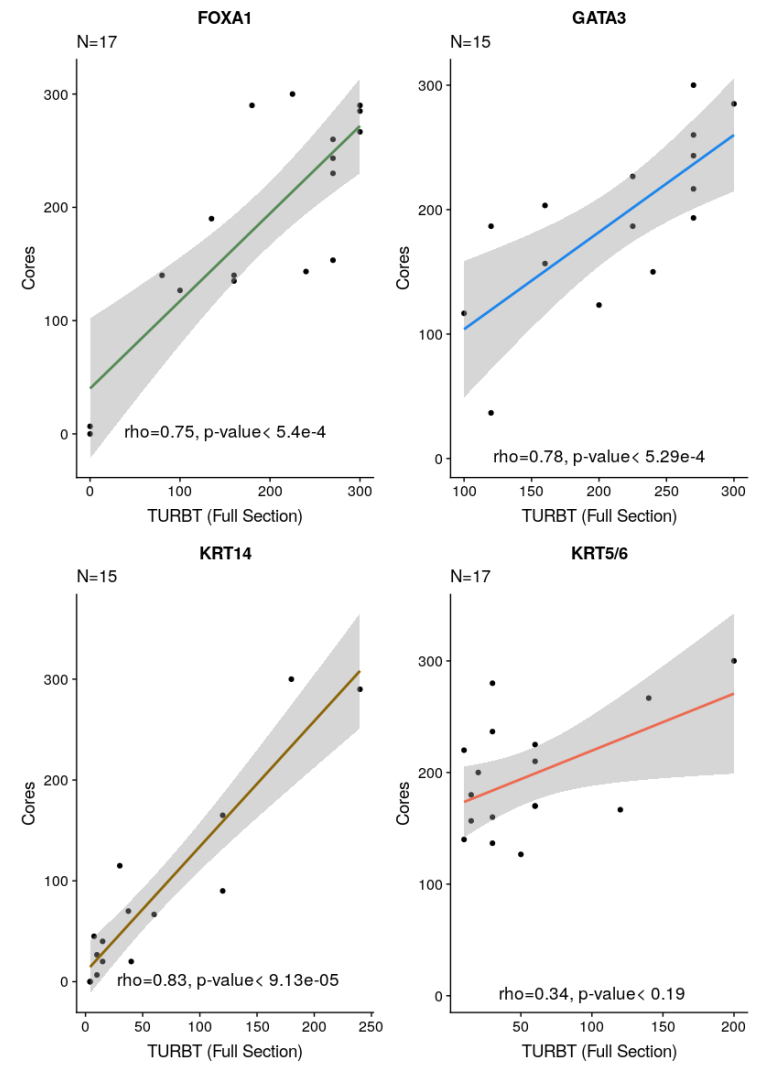 FOXA1
N=17
300
200
100
0
Cores
rho=0.75, p-value< 5.4e-4
0 100 200 300
TURBT (Full Section)
GATA3
N=15
300
200
100
0
Cores
rho=0.78, p-value< 5.29e-4
100 150 200 250 300
TURBT (Full Section)
KRT14
N=15
300
200
100
0
Cores
rho=0.83, p-value< 9.13e-05
0 50 100 150 200 250
TURBT (Full Section)
KRT5/6
N=17
300
200
100
0
Cores
rho=0.34, p-value< 0.19
50 100 150 200
TURBT (Full Section)